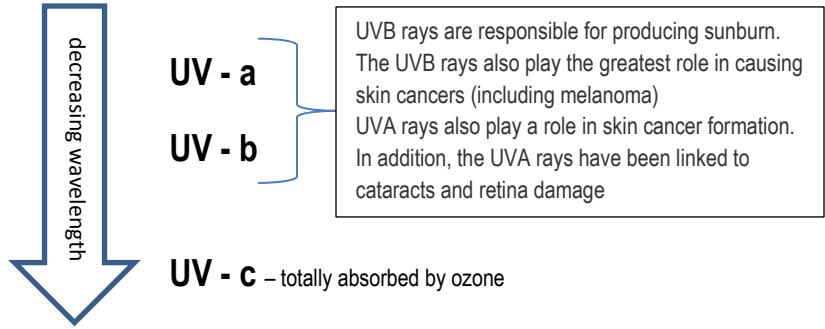 decreasing wavelength
UV - a
UV - b
UVB rays are responsible for producing sunburn.
The UVB rays also play the greatest role in causing
skin cancers (including melanoma)
UVA rays also play a role in skin cancer formation.
In addition, the UVA rays have been linked to
cataracts and retina damage
UV - c – totally absorbed by ozone